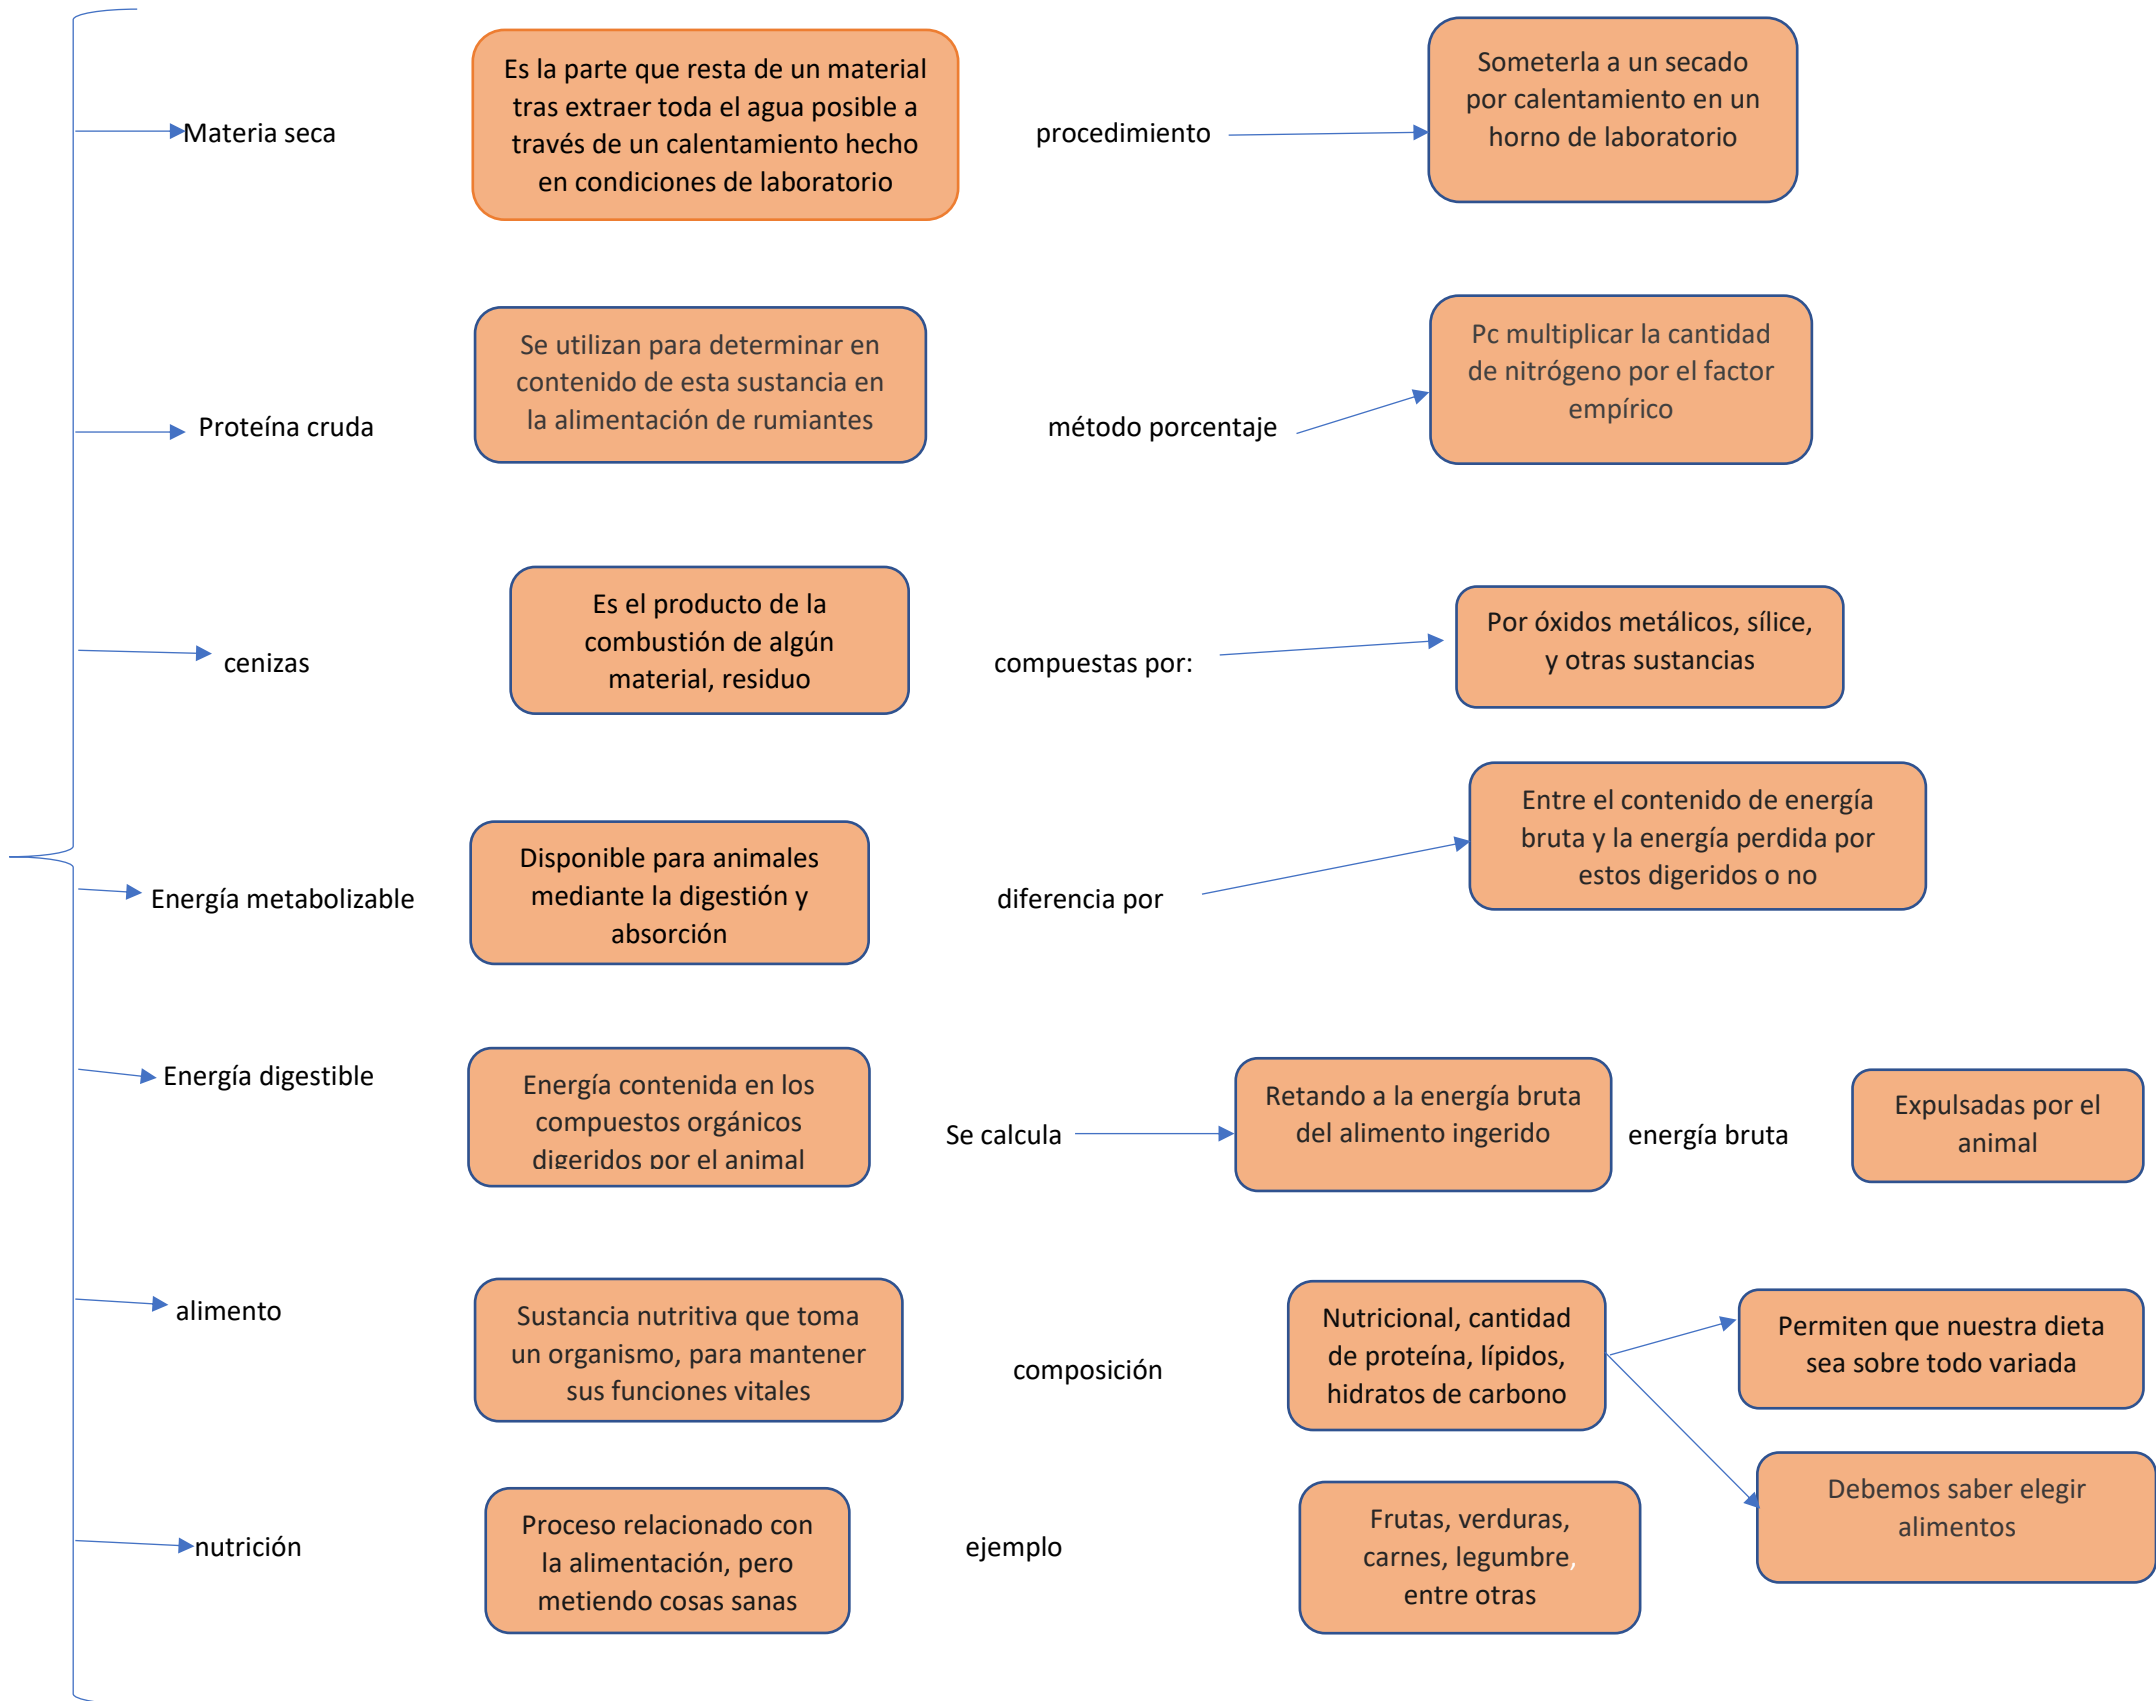 Materia seca
Es la parte que resta de un material
tras extraer toda el agua posible a
través de un calentamiento hecho
en condiciones de laboratorio
procedimiento
Someterla a un secado
por calentamiento en un
horno de laboratorio
Proteína cruda
Se utilizan para determinar en
contenido de esta sustancia en
la alimentación de rumiantes
método porcentaje
Pc multiplicar la cantidad
de nitrógeno por el factor
empírico
cenizas
Es el producto de la
combustión de algún
material, residuo
compuestas por:
Por óxidos metálicos, sílice,
y otras sustancias
Energía metabolizable
Disponible para animales
mediante la digestión y
absorción
diferencia por
Entre el contenido de energía
bruta y la energía perdida por
estos digeridos o no
Energía digestible
Energía contenida en los
compuestos orgánicos
digeridos por el animal
Se calcula
Retando a la energía bruta
del alimento ingerido
energía bruta
Expulsadas por el
animal
alimento
Sustancia nutritiva que toma
un organismo, para mantener
sus funciones vitales
composición
Nutricional, cantidad
de proteína, lípidos,
hidratos de carbono
Permiten que nuestra dieta
sea sobre todo variada
Debemos saber elegir
alimentos
nutrición
Proceso relacionado con
la alimentación, pero
metiendo cosas sanas
ejemplo
Frutas, verduras,
carnes, legumbre,
entre otras